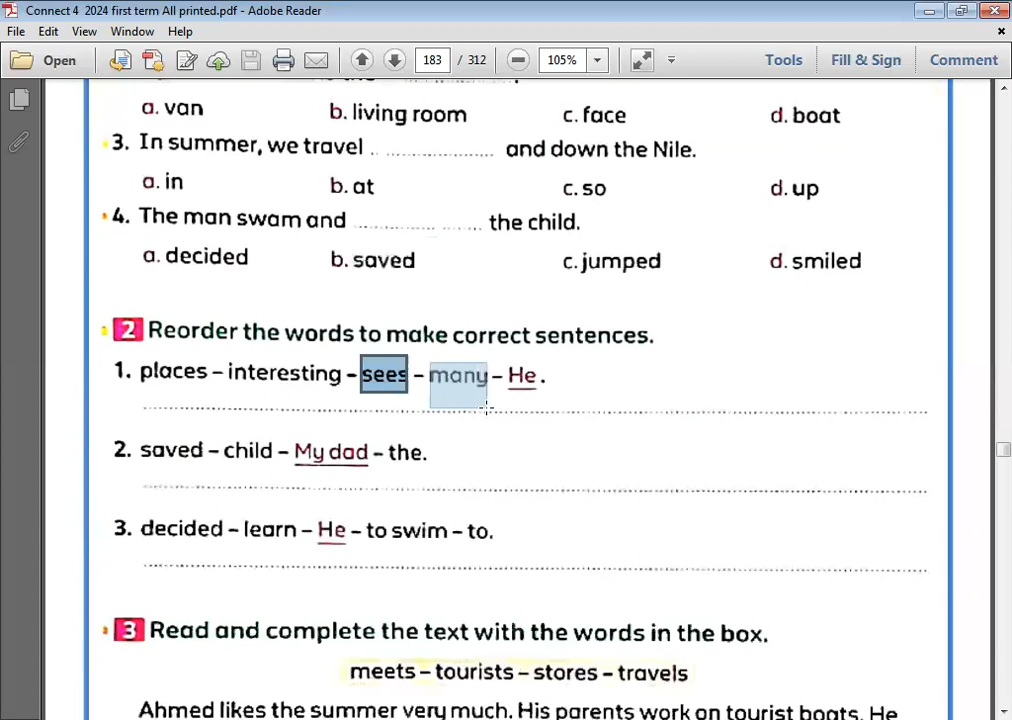 Connect 4 2024 first term All printed.pdf - Adobe Reader
File Edit View Window Help
Open 183 / 312 105% Tools Fill & Sign Comment
a. van b. living room c. face d. boat
3. In summer, we travel .. .................... and down the Nile.
a. in b. at c. so d. up
4. The man swam and .................... the child.
a. decided b. saved c. jumped d. smiled
2 Reorder the words to make correct sentences.
1. places – interesting – sees – many – He .
2. saved – child – My dad – the.
3. decided – learn – He – to swim – to.
3 Read and complete the text with the words in the box.
meets – tourists – stores – travels
Ahmed likes the summer very much. His parents work on tourist boats. He